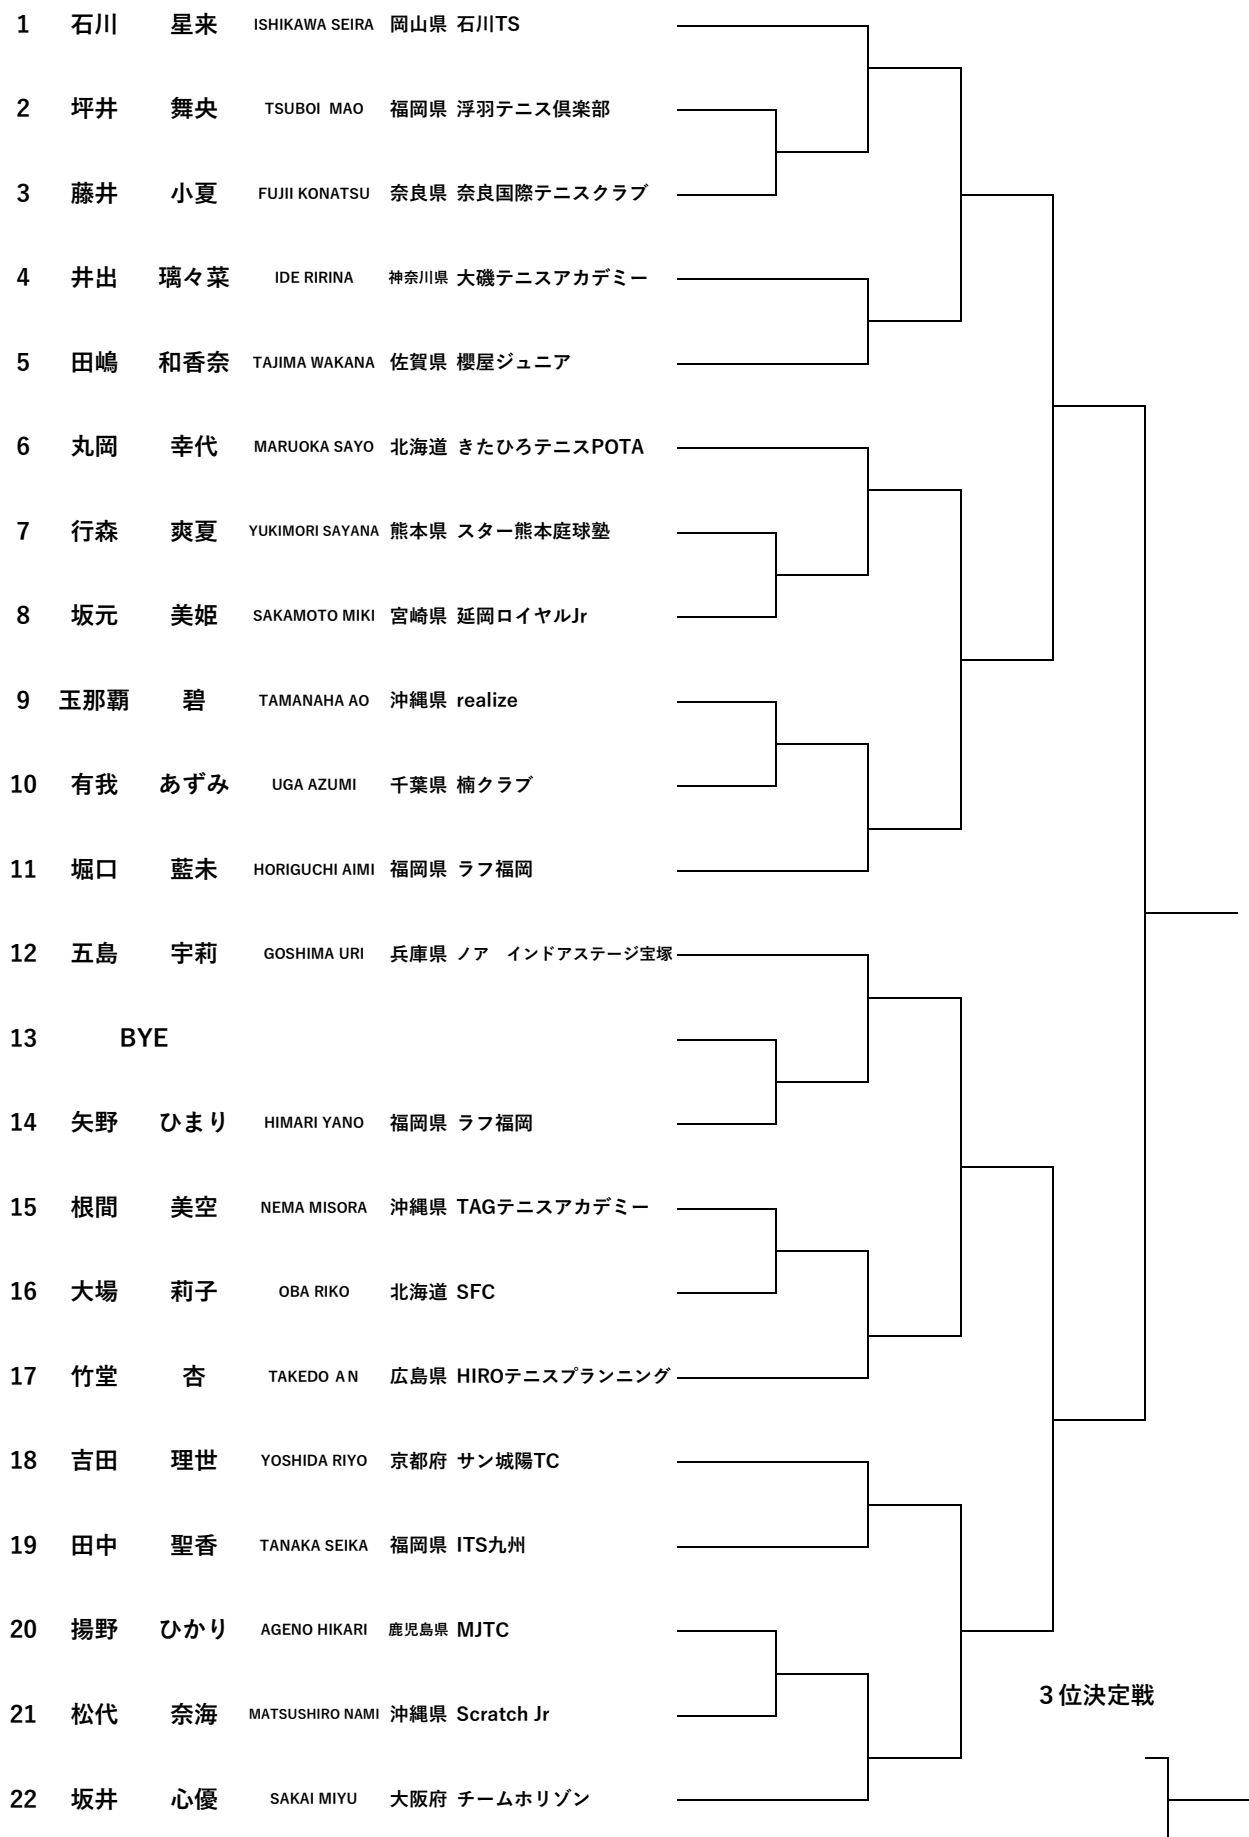 1 石川 星来 ISHIKAWA SEIRA 岡山県 石川TS
2 坪井 舞央 TSUBOI MAO 福岡県 浮羽テニス倶楽部
3 藤井 小夏 FUJII KONATSU 奈良県 奈良国際テニスクラブ
4 井出 璃々菜 IDE RIRINA 神奈川県 大磯テニスアカデミー
5 田嶋 和香奈 TAJIMA WAKANA 佐賀県 櫻屋ジュニア
6 丸岡 幸代 MARUOKA SAYO 北海道 きたひろテニスPOTA
7 行森 爽夏 YUKIMORI SAYANA 熊本県 スター熊本庭球塾
8 坂元 美姫 SAKAMOTO MIKI 宮崎県 延岡ロイヤルJr
9 玉那覇 碧 TAMANAHA AO 沖縄県 realize
10 有我 あずみ UGA AZUMI 千葉県 楠クラブ
11 堀口 藍未 HORIGUCHI AIMI 福岡県 ラフ福岡
12 五島 宇莉 GOSHIMA URI 兵庫県 ノア　インドアステージ宝塚
13 BYE
14 矢野 ひまり HIMARI YANO 福岡県 ラフ福岡
15 根間 美空 NEMA MISORA 沖縄県 TAGテニスアカデミー
16 大場 莉子 OBA RIKO 北海道 SFC
17 竹堂 杏 TAKEDO AN 広島県 HIROテニスプランニング
18 吉田 理世 YOSHIDA RIYO 京都府 サン城陽TC
19 田中 聖香 TANAKA SEIKA 福岡県 ITS九州
20 揚野 ひかり AGENO HIKARI 鹿児島県 MJTC
21 松代 奈海 MATSUSHIRO NAMI 沖縄県 Scratch Jr
３位決定戦
22 坂井 心優 SAKAI MIYU 大阪府 チームホリゾン